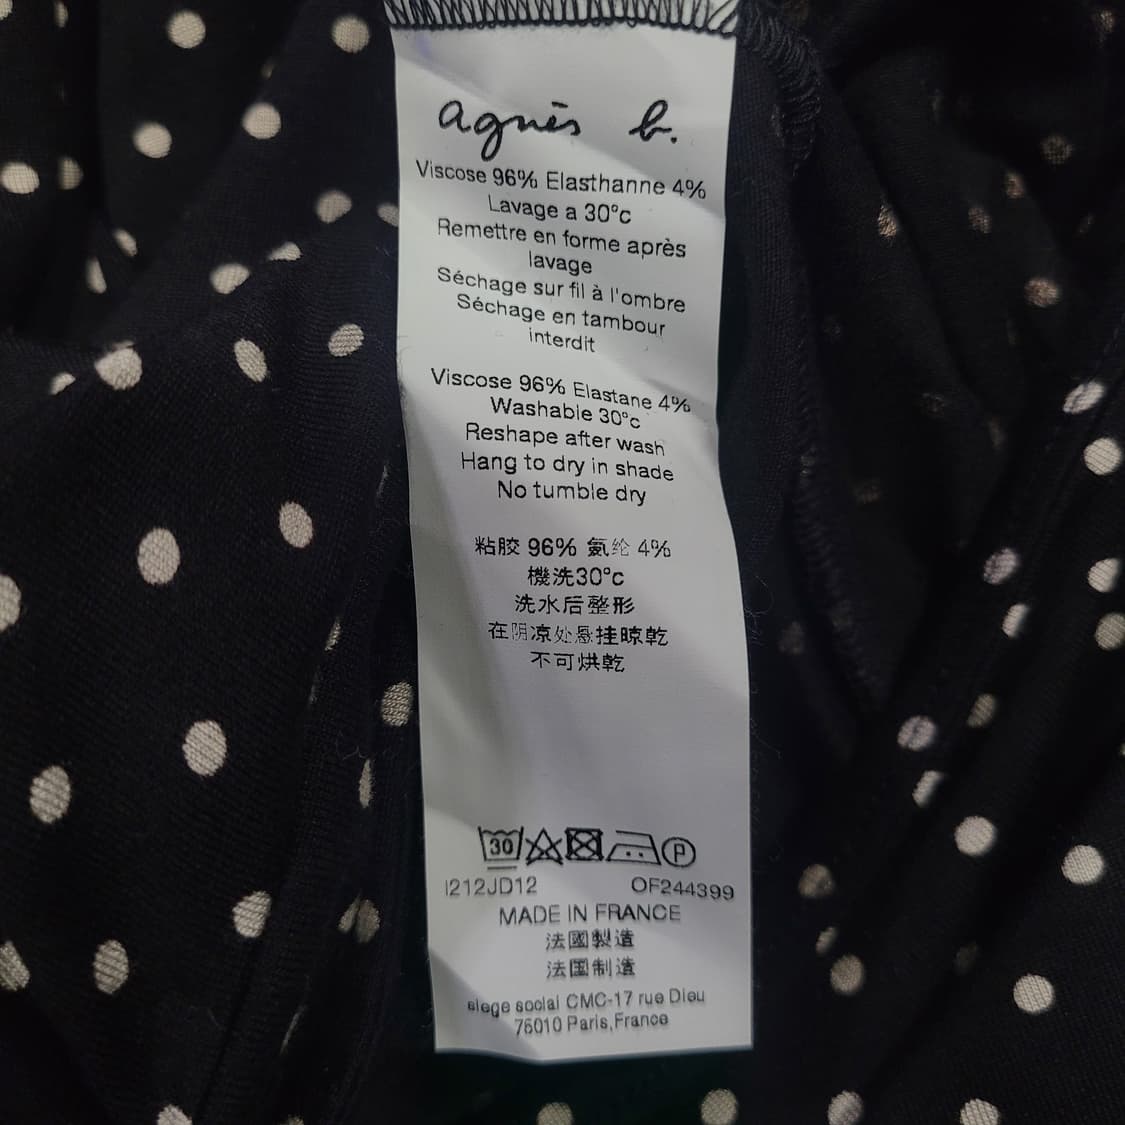 agnès b.
Viscose 96% Elasthanne 4%
Lavage a 30°c
Remettre en forme après
lavage
Séchage sur fil à l'ombre
Séchage en tambour
interdit
Viscose 96% Elastane 4%
Washable 30°c
Reshape after wash
Hang to dry in shade
No tumble dry
粘胶 96% 氨纶 4%
機洗30°c
洗水后整形
在阴凉处悬挂晾乾
不可烘乾
30
P
I212JD12 OF244399
MADE IN FRANCE
法國製造
法国制造
siege social CMC-17 rue Dieu
75010 Paris,France